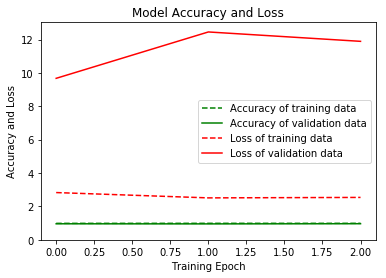 Model Accuracy and Loss
12
10
8
6
4
2
0
Accuracy and Loss
Accuracy of training data
Accuracy of validation data
Loss of training data
Loss of validation data
0.00 0.25 0.50 0.75 1.00 1.25 1.50 1.75 2.00
Training Epoch